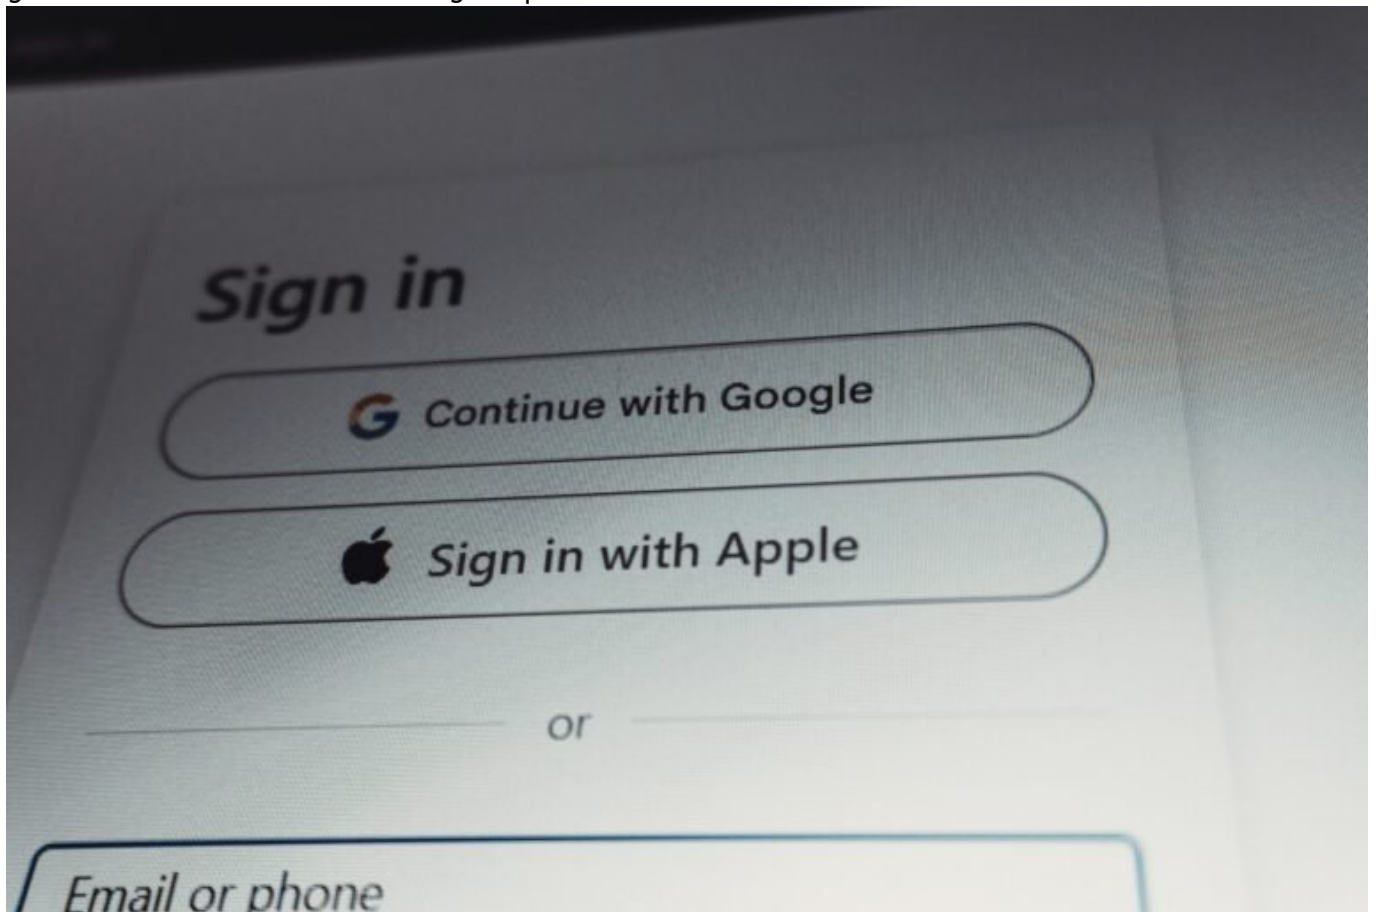 Sign in
Continue with Google
Sign in with Apple
or
Email or phone